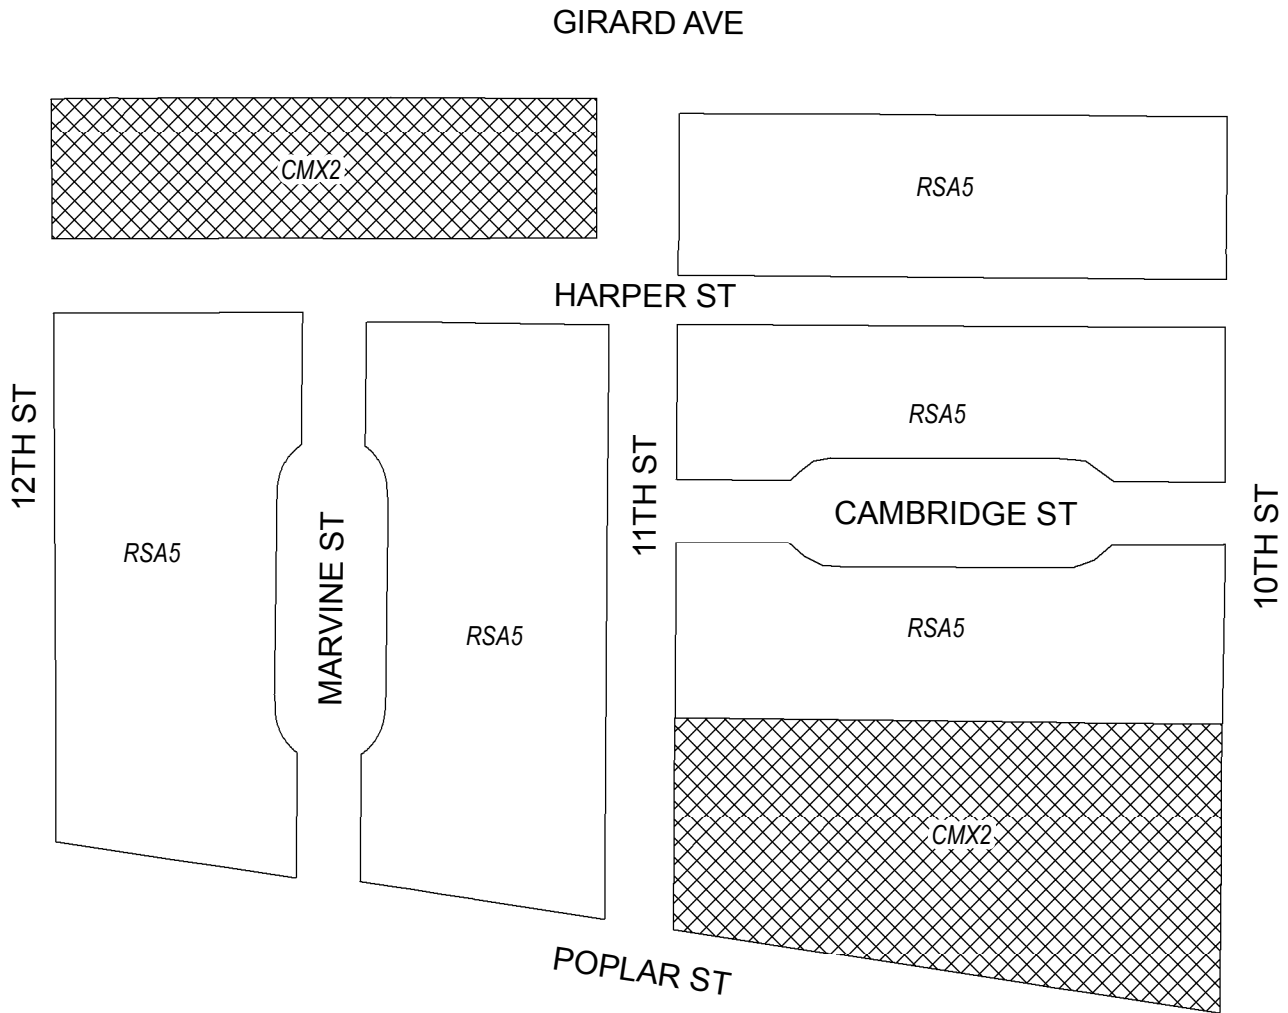 GIRARD AVE
CMX2
RSA5
HARPER ST
12TH ST
RSA5
MARVINE ST
RSA5
11TH ST
RSA5
CAMBRIDGE ST
10TH ST
RSA5
CMX2
POPLAR ST